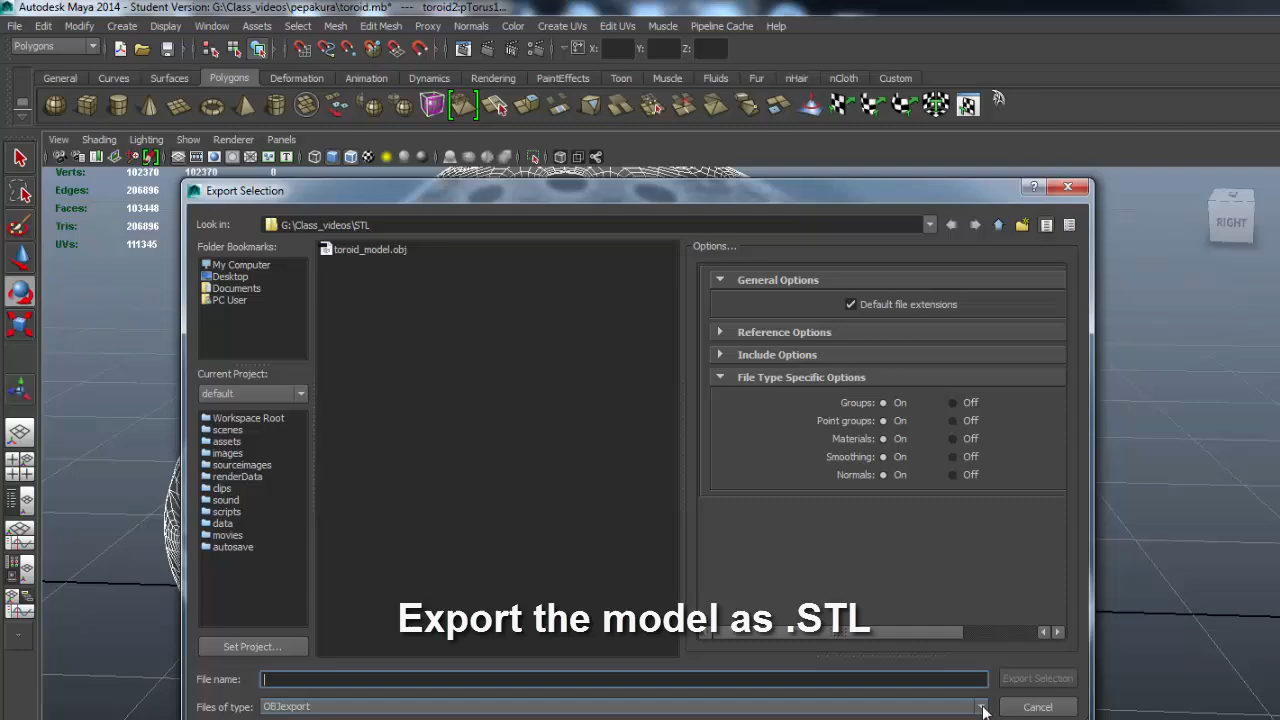 Autodesk Maya 2014 - Student Version: G:\Class_videos\pepakura\toroid.mb* --- toroid2:pTorus1...
File Edit Modify Create Display Window Assets Select Mesh Edit Mesh Proxy Normals Color Create UVs Edit UVs Muscle Pipeline Cache Help
Polygons X: Y: Z:
General Curves Surfaces Polygons Deformation Animation Dynamics Rendering PaintEffects Toon Muscle Fluids Fur nHair nCloth Custom
View Shading Lighting Show Renderer Panels
Verts: 102370 102370 0
Edges: 206896
Faces: 103448
Tris: 206896
UVs: 111345
RIGHT
Export Selection
Look in: G:\Class_videos\STL
Folder Bookmarks:
My Computer
Desktop
Documents
PC User
Current Project:
default
Workspace Root
scenes
assets
images
sourceimages
renderData
clips
sound
scripts
data
movies
autosave
Set Project...
toroid_model.obj
Options...
General Options
Default file extensions
Reference Options
Include Options
File Type Specific Options
Groups: On Off
Point groups: On Off
Materials: On Off
Smoothing: On Off
Normals: On Off
Export the model as .STL
File name: Export Selection
Files of type: OBJexport Cancel